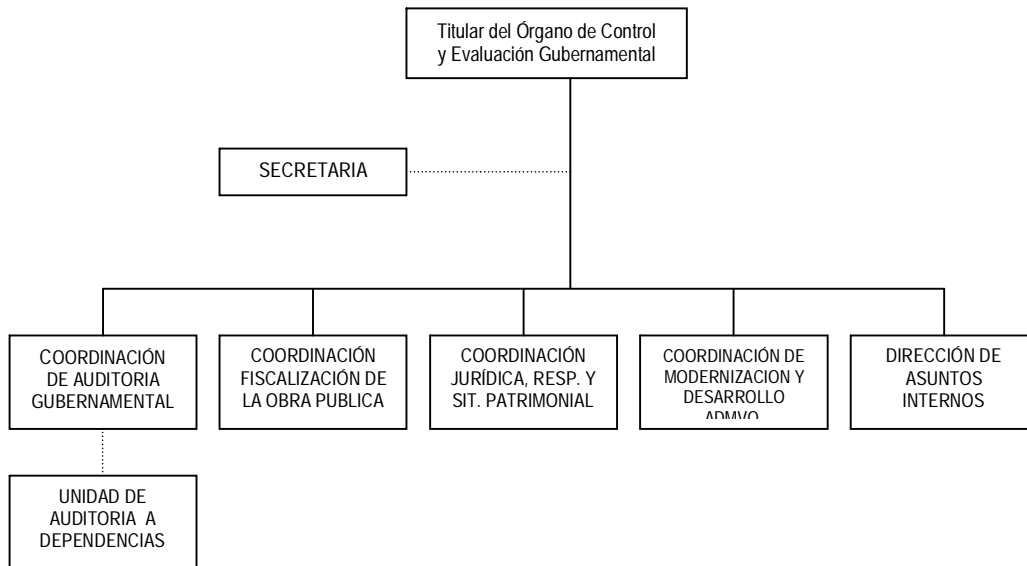 Titular del Órgano de Control
y Evaluación Gubernamental
SECRETARIA
COORDINACIÓN
DE AUDITORIA
GUBERNAMENTAL
COORDINACIÓN
FISCALIZACIÓN DE
LA OBRA PUBLICA
COORDINACIÓN
JURÍDICA, RESP. Y
SIT. PATRIMONIAL
COORDINACIÓN DE
MODERNIZACION Y
DESARROLLO
ADMVO.
DIRECCIÓN DE
ASUNTOS
INTERNOS
UNIDAD DE
AUDITORIA A
DEPENDENCIAS